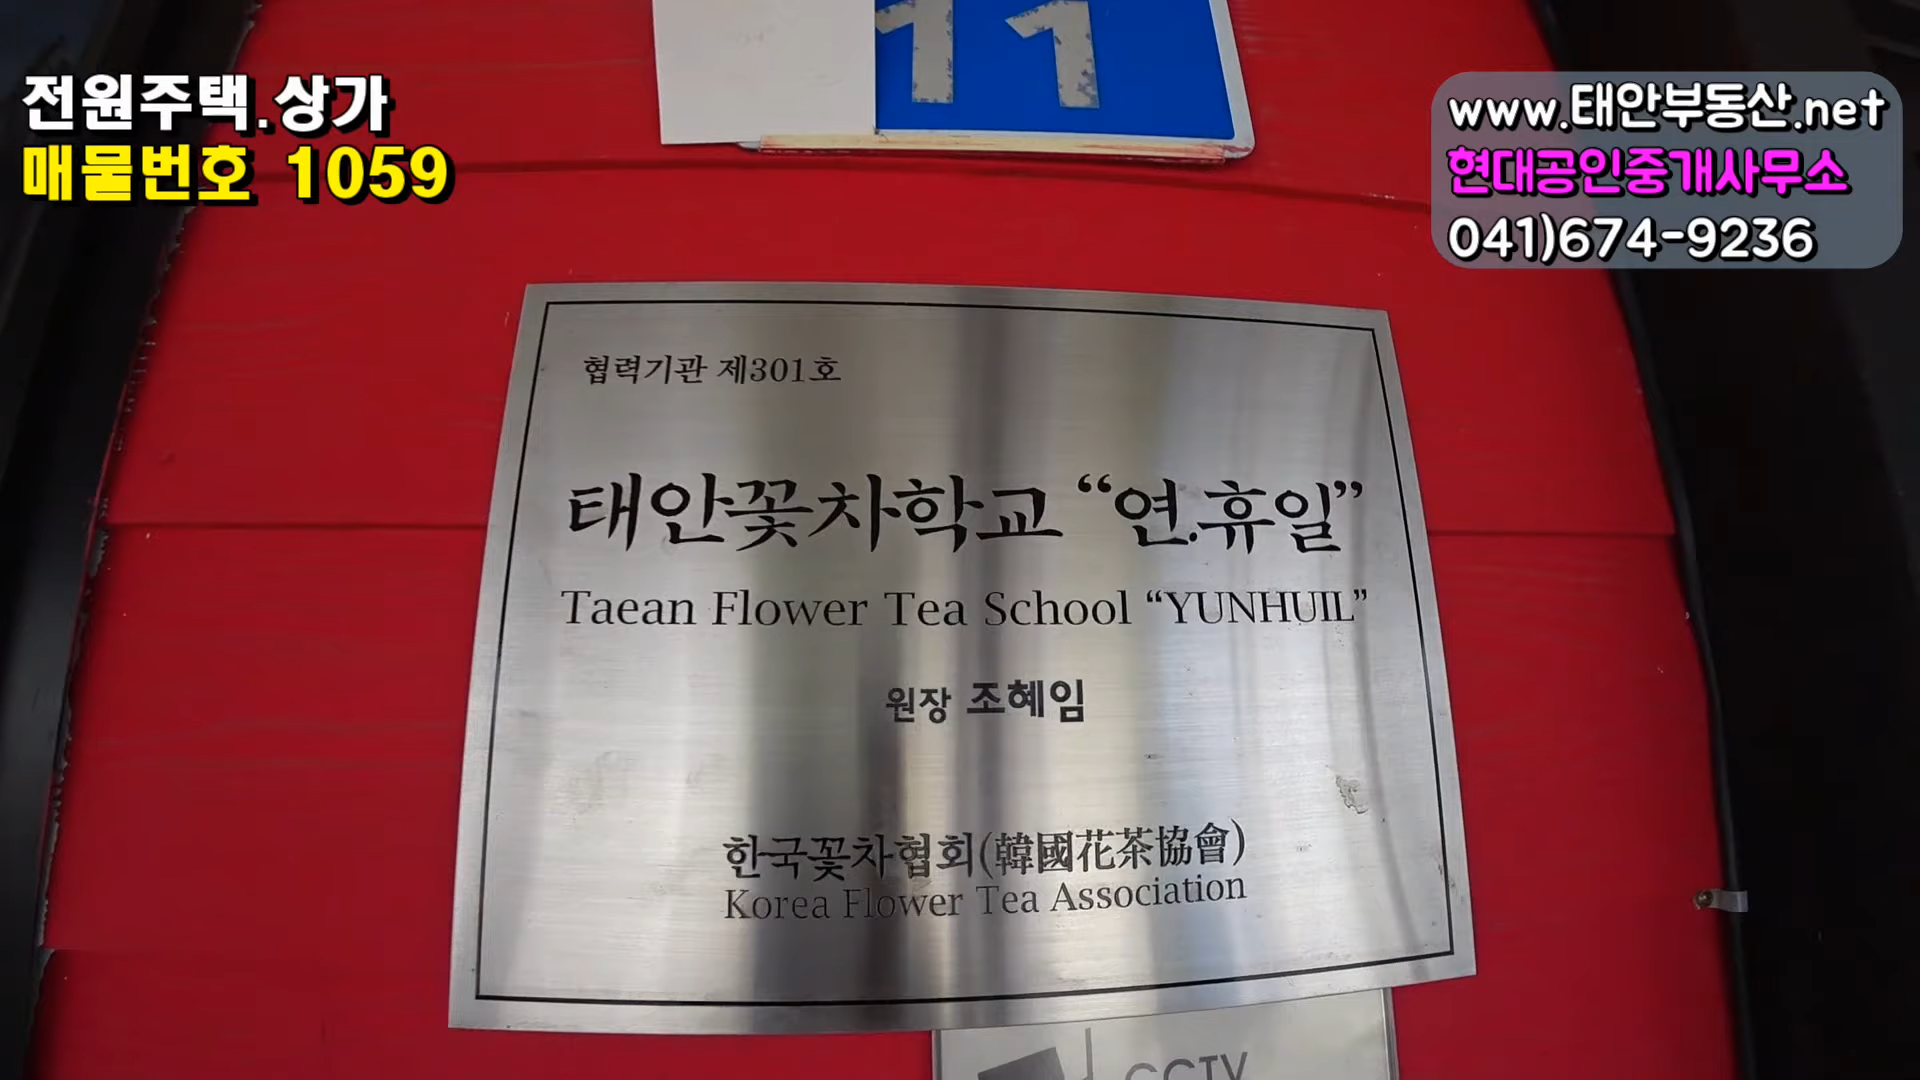 11
전원주택.상가
매물번호 1059
www.태안부동산.net
현대공인중개사무소
041)674-9236
협력기관 제301호
태안꽃차학교 “연.휴일”
Taean Flower Tea School “YUNHUIL”
원장 조혜임
한국꽃차협회(韓國花茶協會)
Korea Flower Tea Association
CCTV